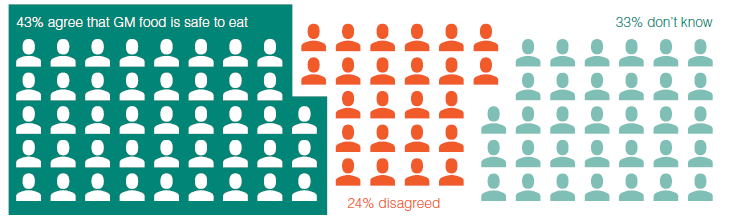 43% agree that GM food is safe to eat
33% don't know
24% disagreed